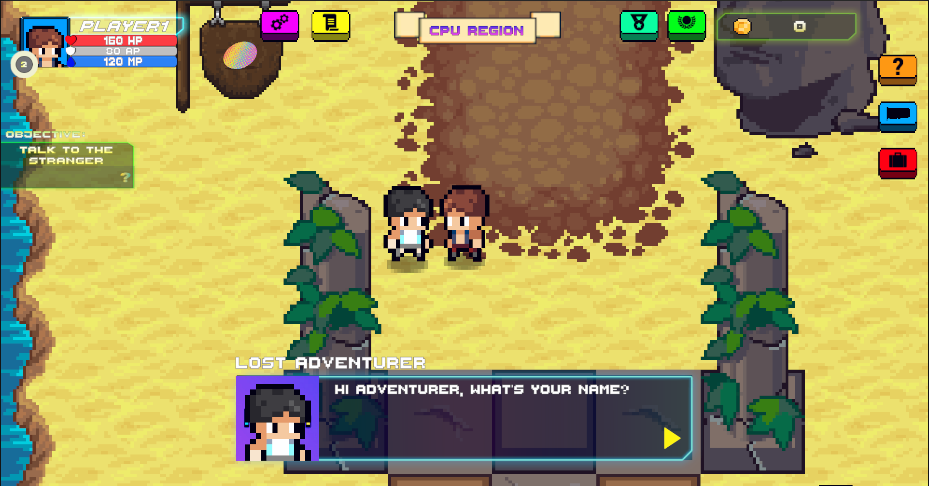 PLAYER1
150 HP
80 AP
120 MP
2
CPU REGION
0
?
OBJECTIVE:
TALK TO THE
STRANGER
?
LOST ADVENTURER
HI ADVENTURER, WHAT'S YOUR NAME?